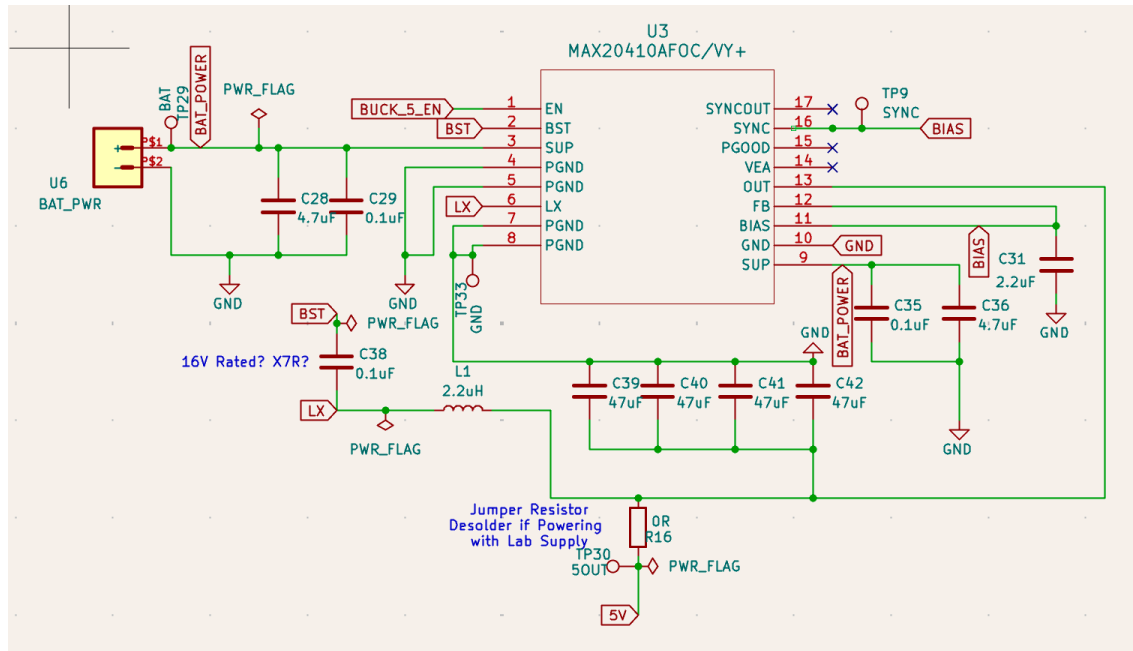 U3
MAX20410AFOC/VY+
BAT
TP29
BAT_POWER
PWR_FLAG
P$1
P$2
U6
BAT_PWR
C28
4.7uF
C29
0.1uF
GND
BUCK_5_EN
BST
1 EN
2 BST
3 SUP
4 PGND
5 PGND
LX
6 LX
7 PGND
8 PGND
SYNCOUT 17
SYNC 16
PGOOD 15
VEA 14
OUT 13
FB 12
BIAS 11
GND 10
SUP 9
TP9
SYNC
BIAS
GND
BIAS
C31
2.2uF
GND
BAT_POWER
C35
0.1uF
C36
4.7uF
GND
GND
PWR_FLAG
TP33
GND
BST
16V Rated? X7R?
C38
0.1uF
LX
PWR_FLAG
L1
2.2uH
GND
C39
47uF
C40
47uF
C41
47uF
C42
47uF
Jumper Resistor
Desolder if Powering
with Lab Supply
0R
R16
TP30
5OUT
PWR_FLAG
5V